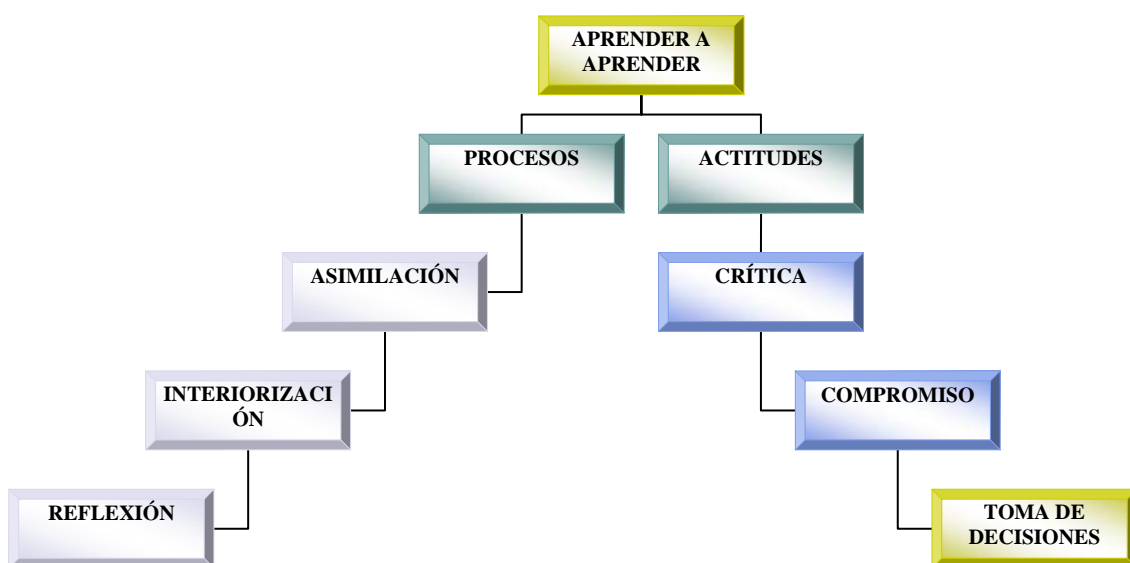 APRENDER A
APRENDER
PROCESOS
ACTITUDES
ASIMILACIÓN
CRÍTICA
INTERIORIZACI
ÓN
COMPROMISO
REFLEXIÓN
TOMA DE
DECISIONES